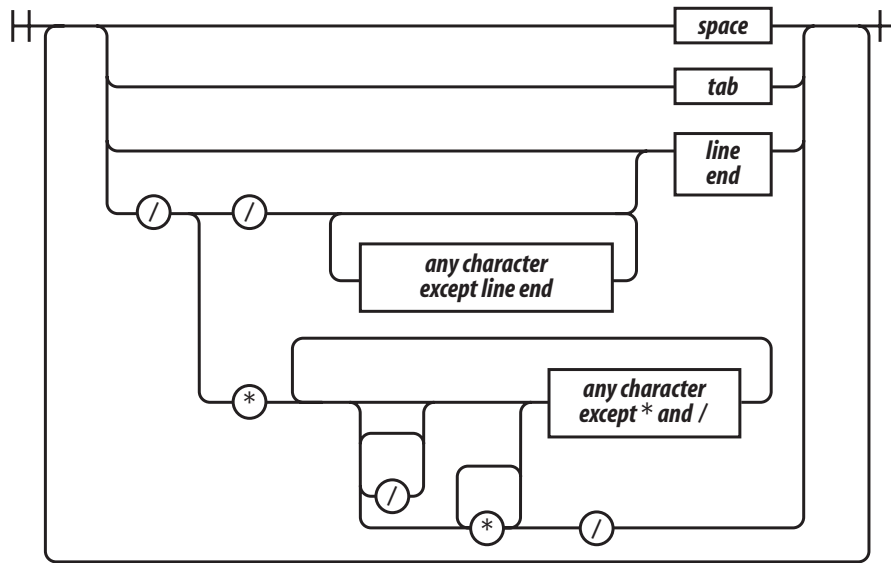 space
tab
line
end
/ /
any character
except line end
*
any character
except * and /
/
* /